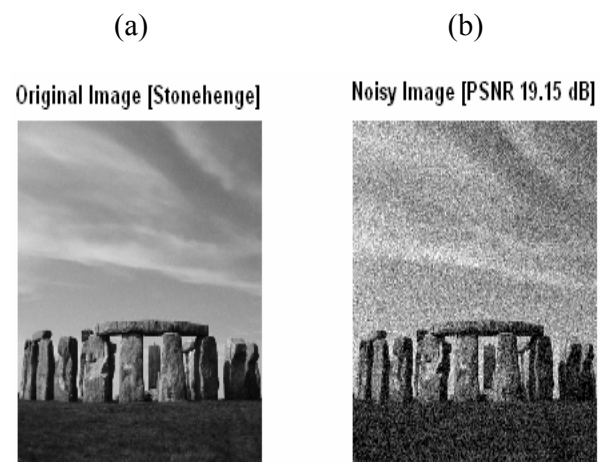 (a)
(b)
Original Image [Stonehenge]
Noisy Image [PSNR 19.15 dB]